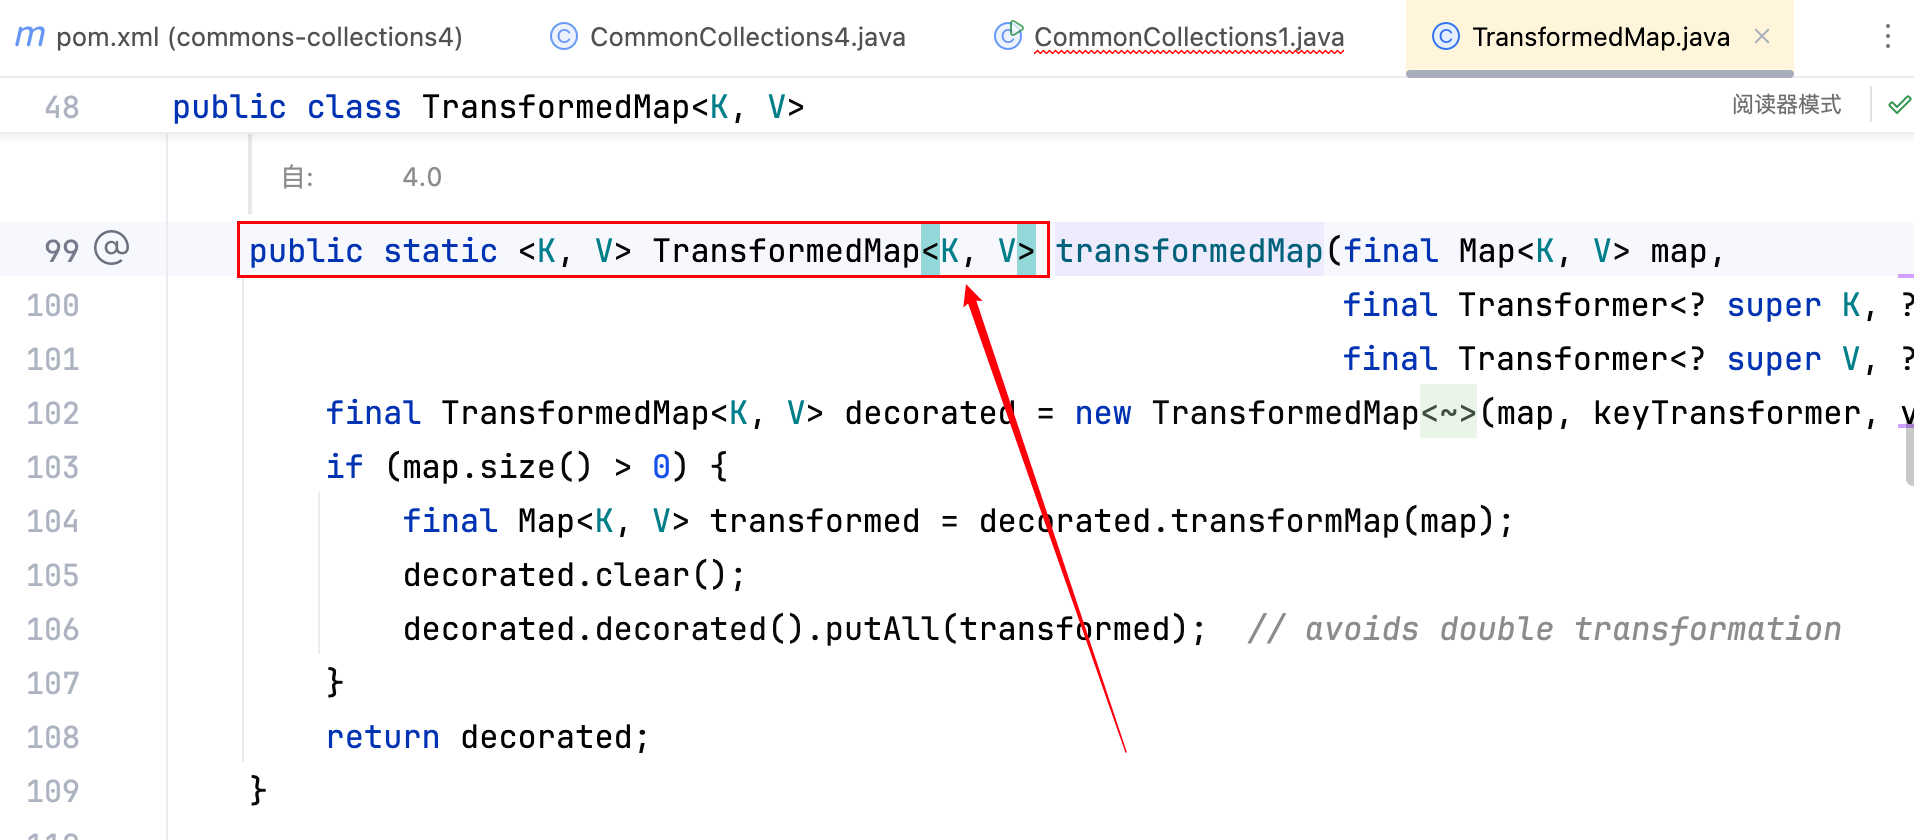 m pom.xml (commons-collections4) CommonCollections4.java CommonCollections1.java TransformedMap.java
48 public class TransformedMap<K, V> 阅读器模式
自: 4.0
99 public static <K, V> TransformedMap<K, V> transformedMap(final Map<K, V> map,
100 final Transformer<? super K, ?
101 final Transformer<? super V, ?
102 final TransformedMap<K, V> decorated = new TransformedMap<~>(map, keyTransformer, v
103 if (map.size() > 0) {
104 final Map<K, V> transformed = decorated.transformMap(map);
105 decorated.clear();
106 decorated.decorated().putAll(transformed); // avoids double transformation
107 }
108 return decorated;
109 }